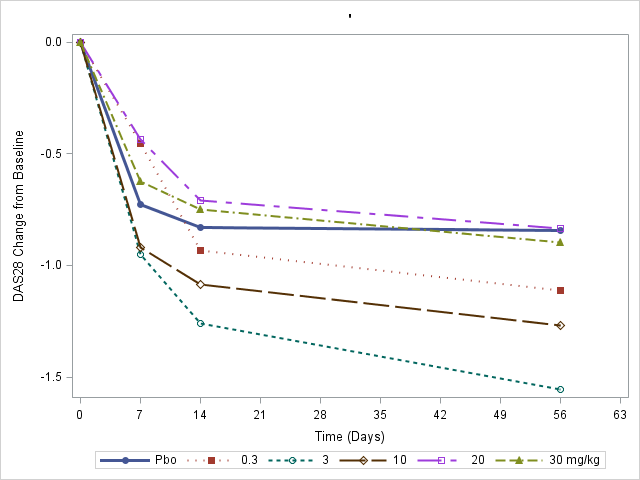 '
0.0
-0.5
-1.0
-1.5
DAS28 Change from Baseline
0 7 14 21 28 35 42 49 56 63
Time (Days)
Pbo 0.3 3 10 20 30 mg/kg